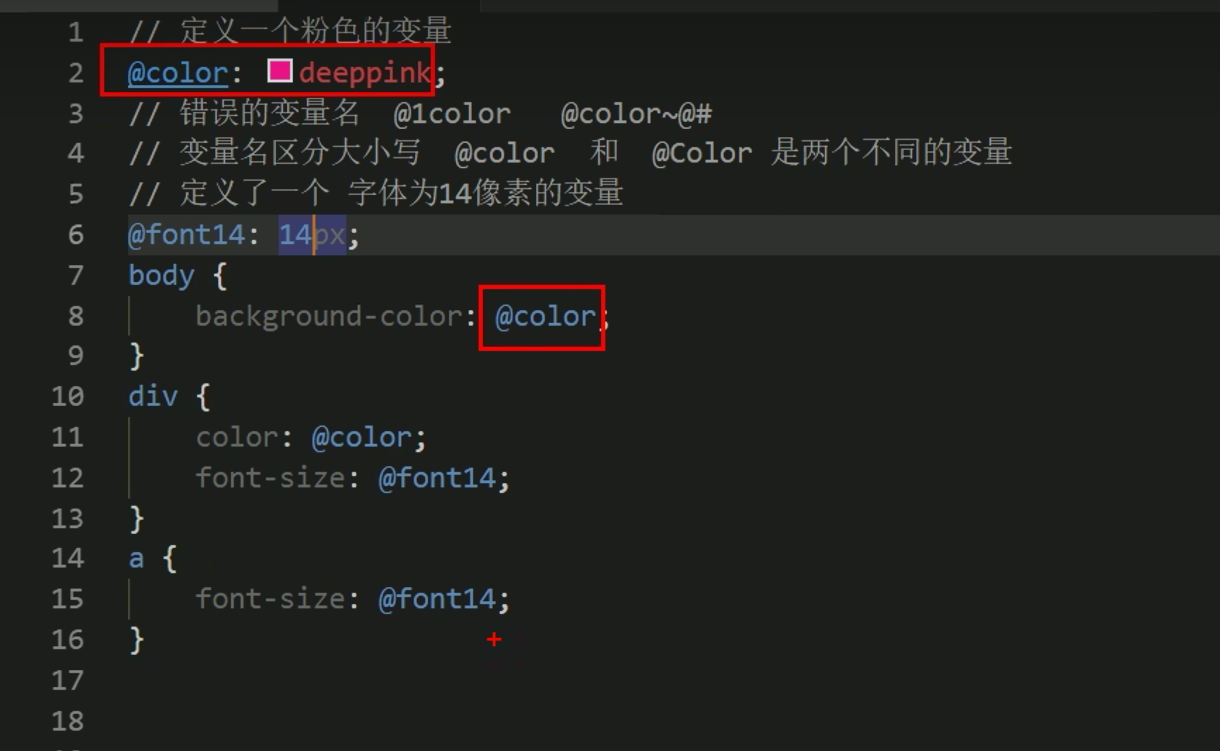 1 // 定义一个粉色的变量
2 @color: deeppink;
3 // 错误的变量名 @1color @color~@#
4 // 变量名区分大小写 @color 和 @Color 是两个不同的变量
5 // 定义了一个 字体为14像素的变量
6 @font14: 14px;
7 body {
8 background-color: @color;
9 }
10 div {
11 color: @color;
12 font-size: @font14;
13 }
14 a {
15 font-size: @font14;
16 }
17
18